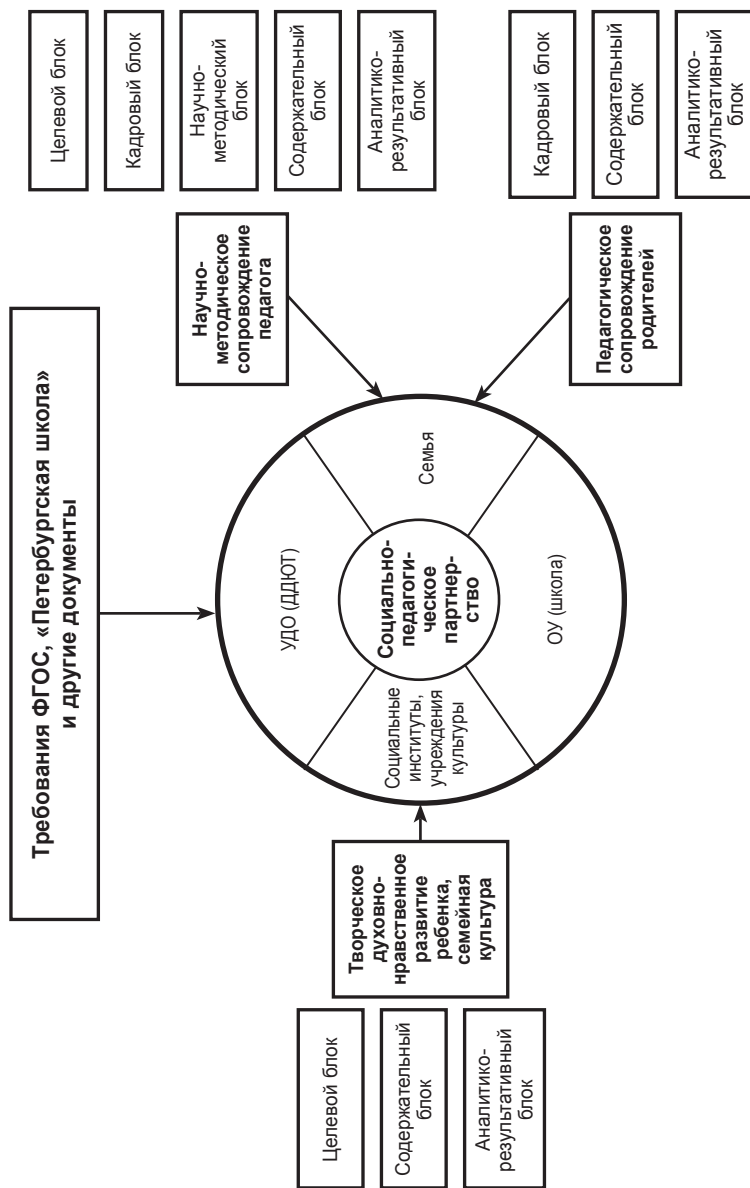 Требования ФГОС, «Петербургская школа»
и другие документы
Целевой блок
Содержательный
блок
Аналитико-
результативный
блок
Творческое
духовно-
нравственное
развитие
ребенка,
семейная
культура
УДО (ДДЮТ)
Социальные
институты,
учреждения
культуры
Социально-
педагоги-
ческое
партнер-
ство
Семья
ОУ (школа)
Научно-
методическое
сопровождение
педагога
Целевой блок
Кадровый блок
Научно-
методический
блок
Содержательный
блок
Аналитико-
результативный
блок
Педагогическое
сопровождение
родителей
Кадровый блок
Содержательный
блок
Аналитико-
результативный
блок